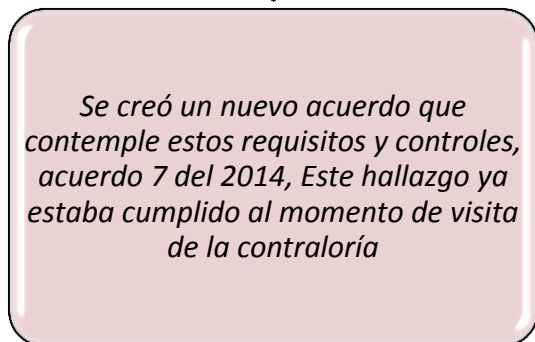 Se creó un nuevo acuerdo que
contemple estos requisitos y controles,
acuerdo 7 del 2014, Este hallazgo ya
estaba cumplido al momento de visita
de la contraloría